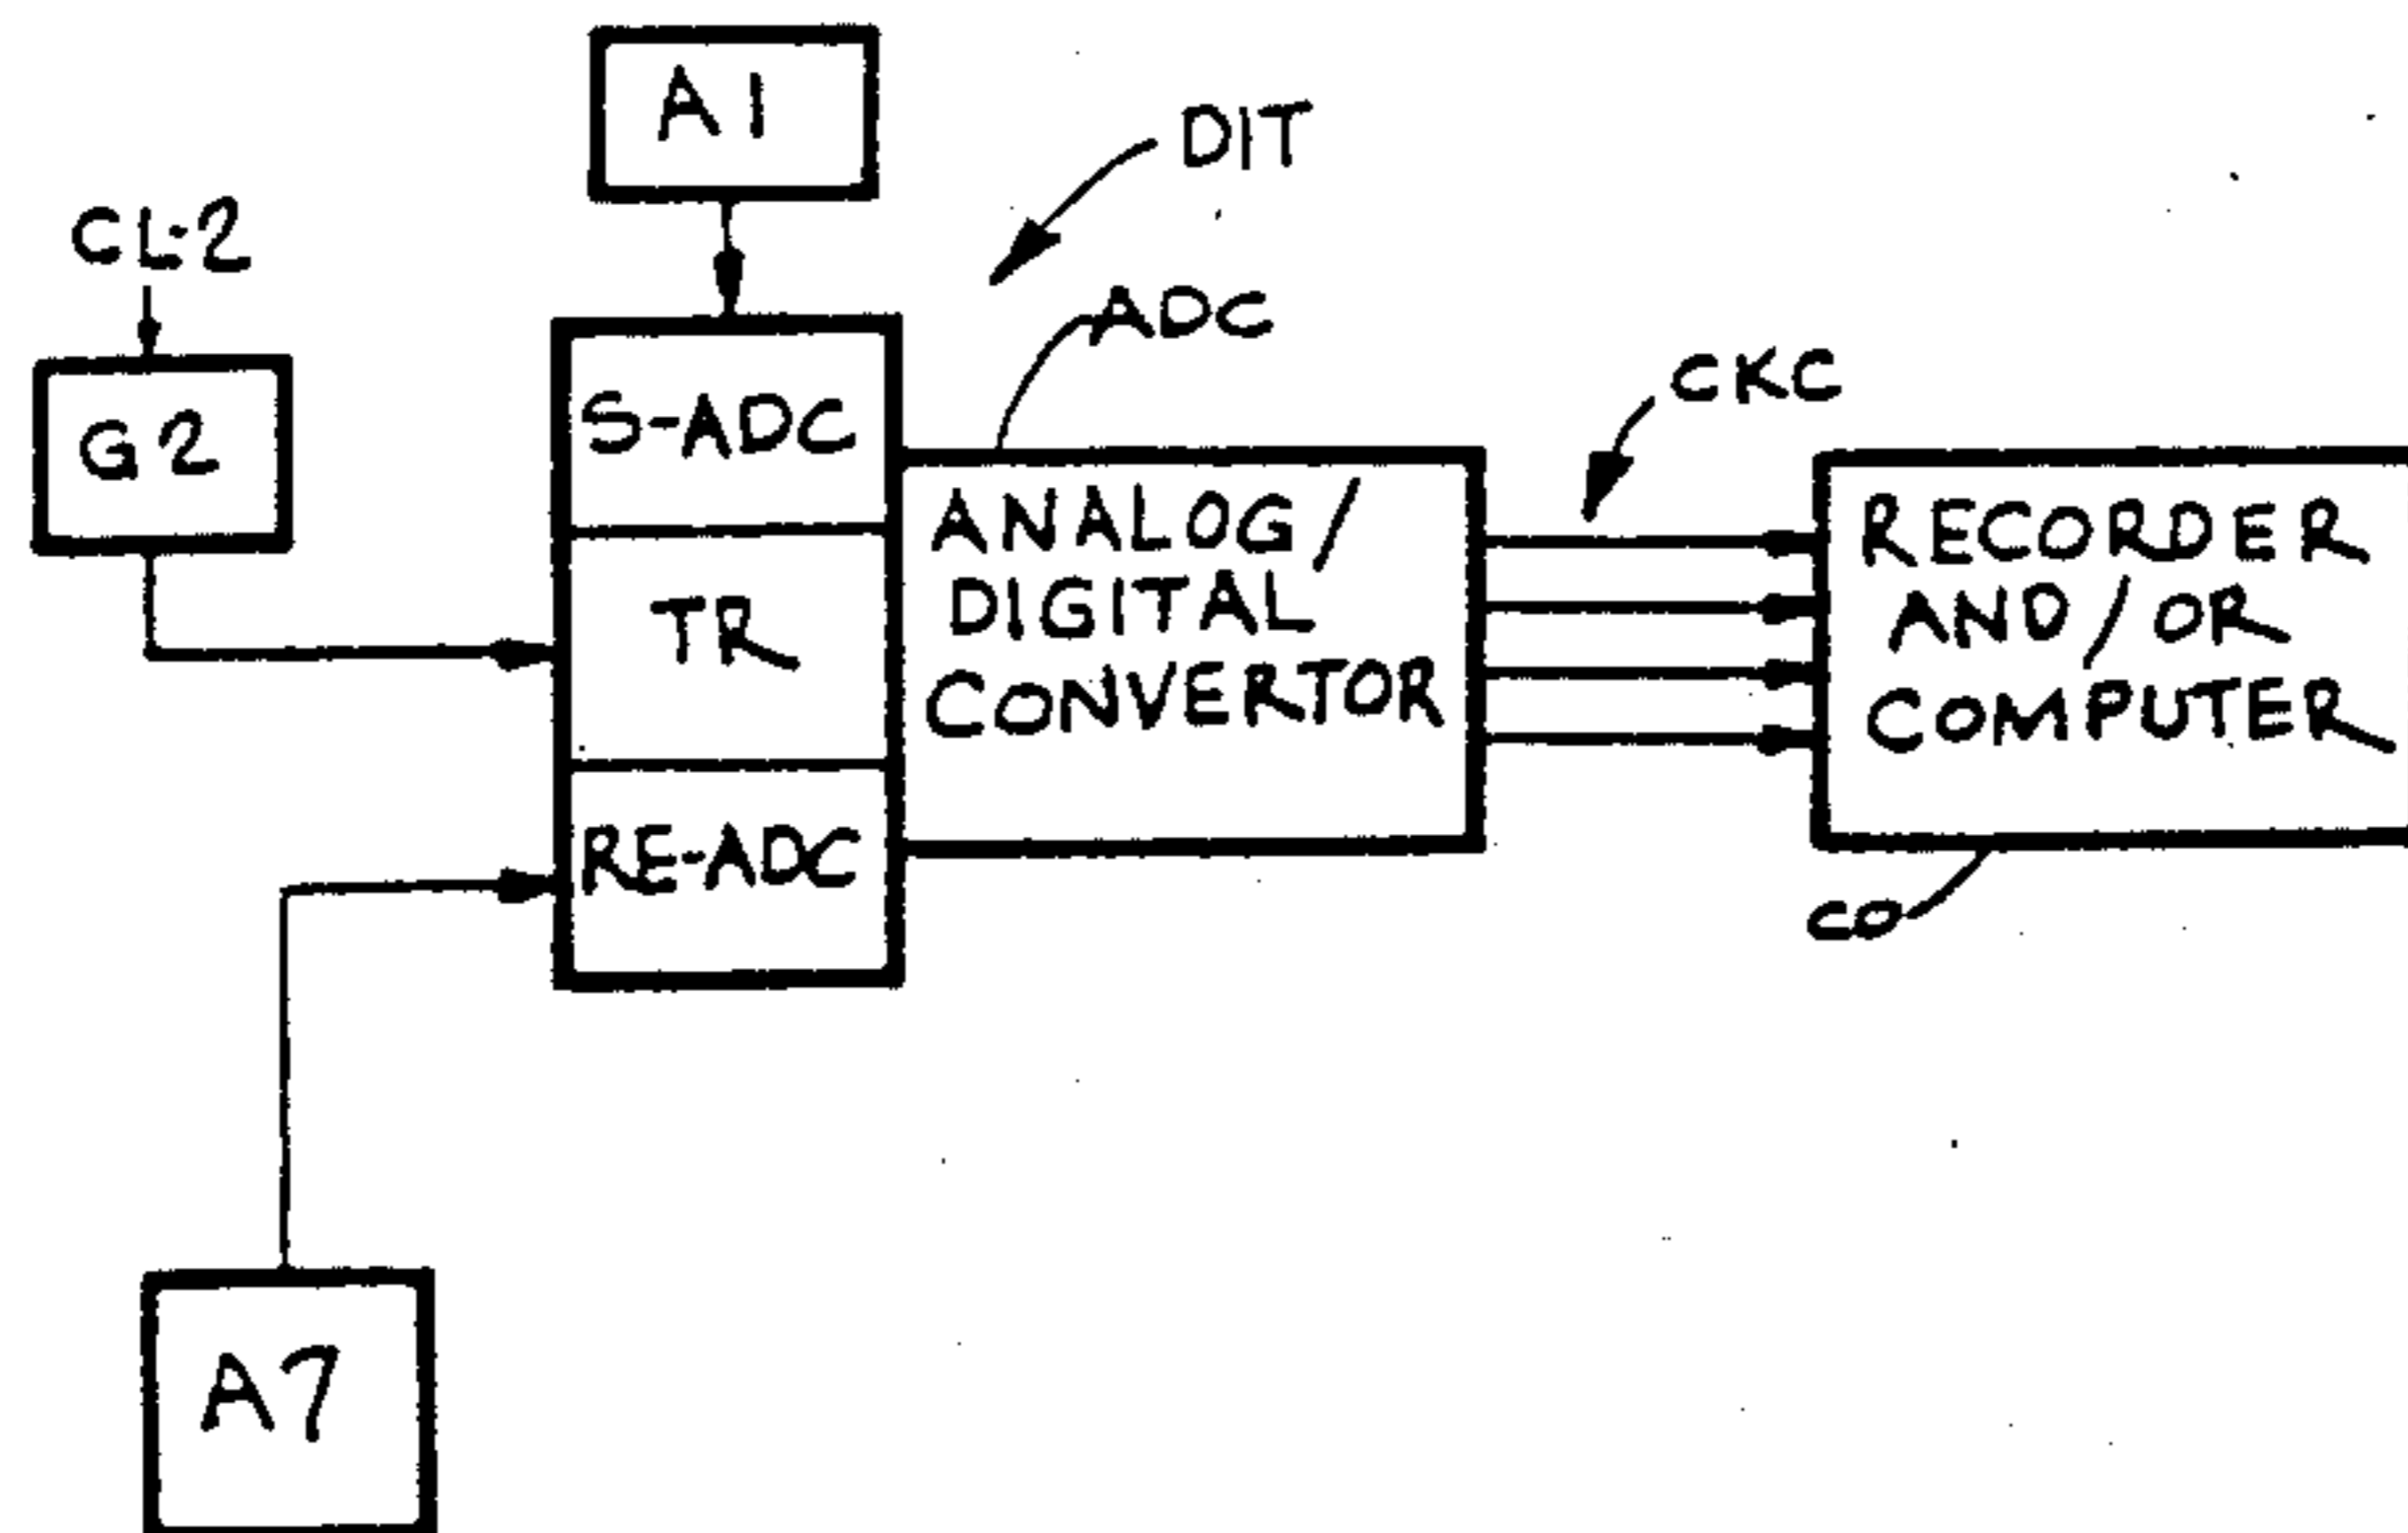 A1
DIT
CL-2
ADC
G2
S-ADC
CKC
ANALOG/
DIGITAL
CONVERTOR
TR
RE-ADC
RECORDER
AND/OR
COMPUTER
CO
A7